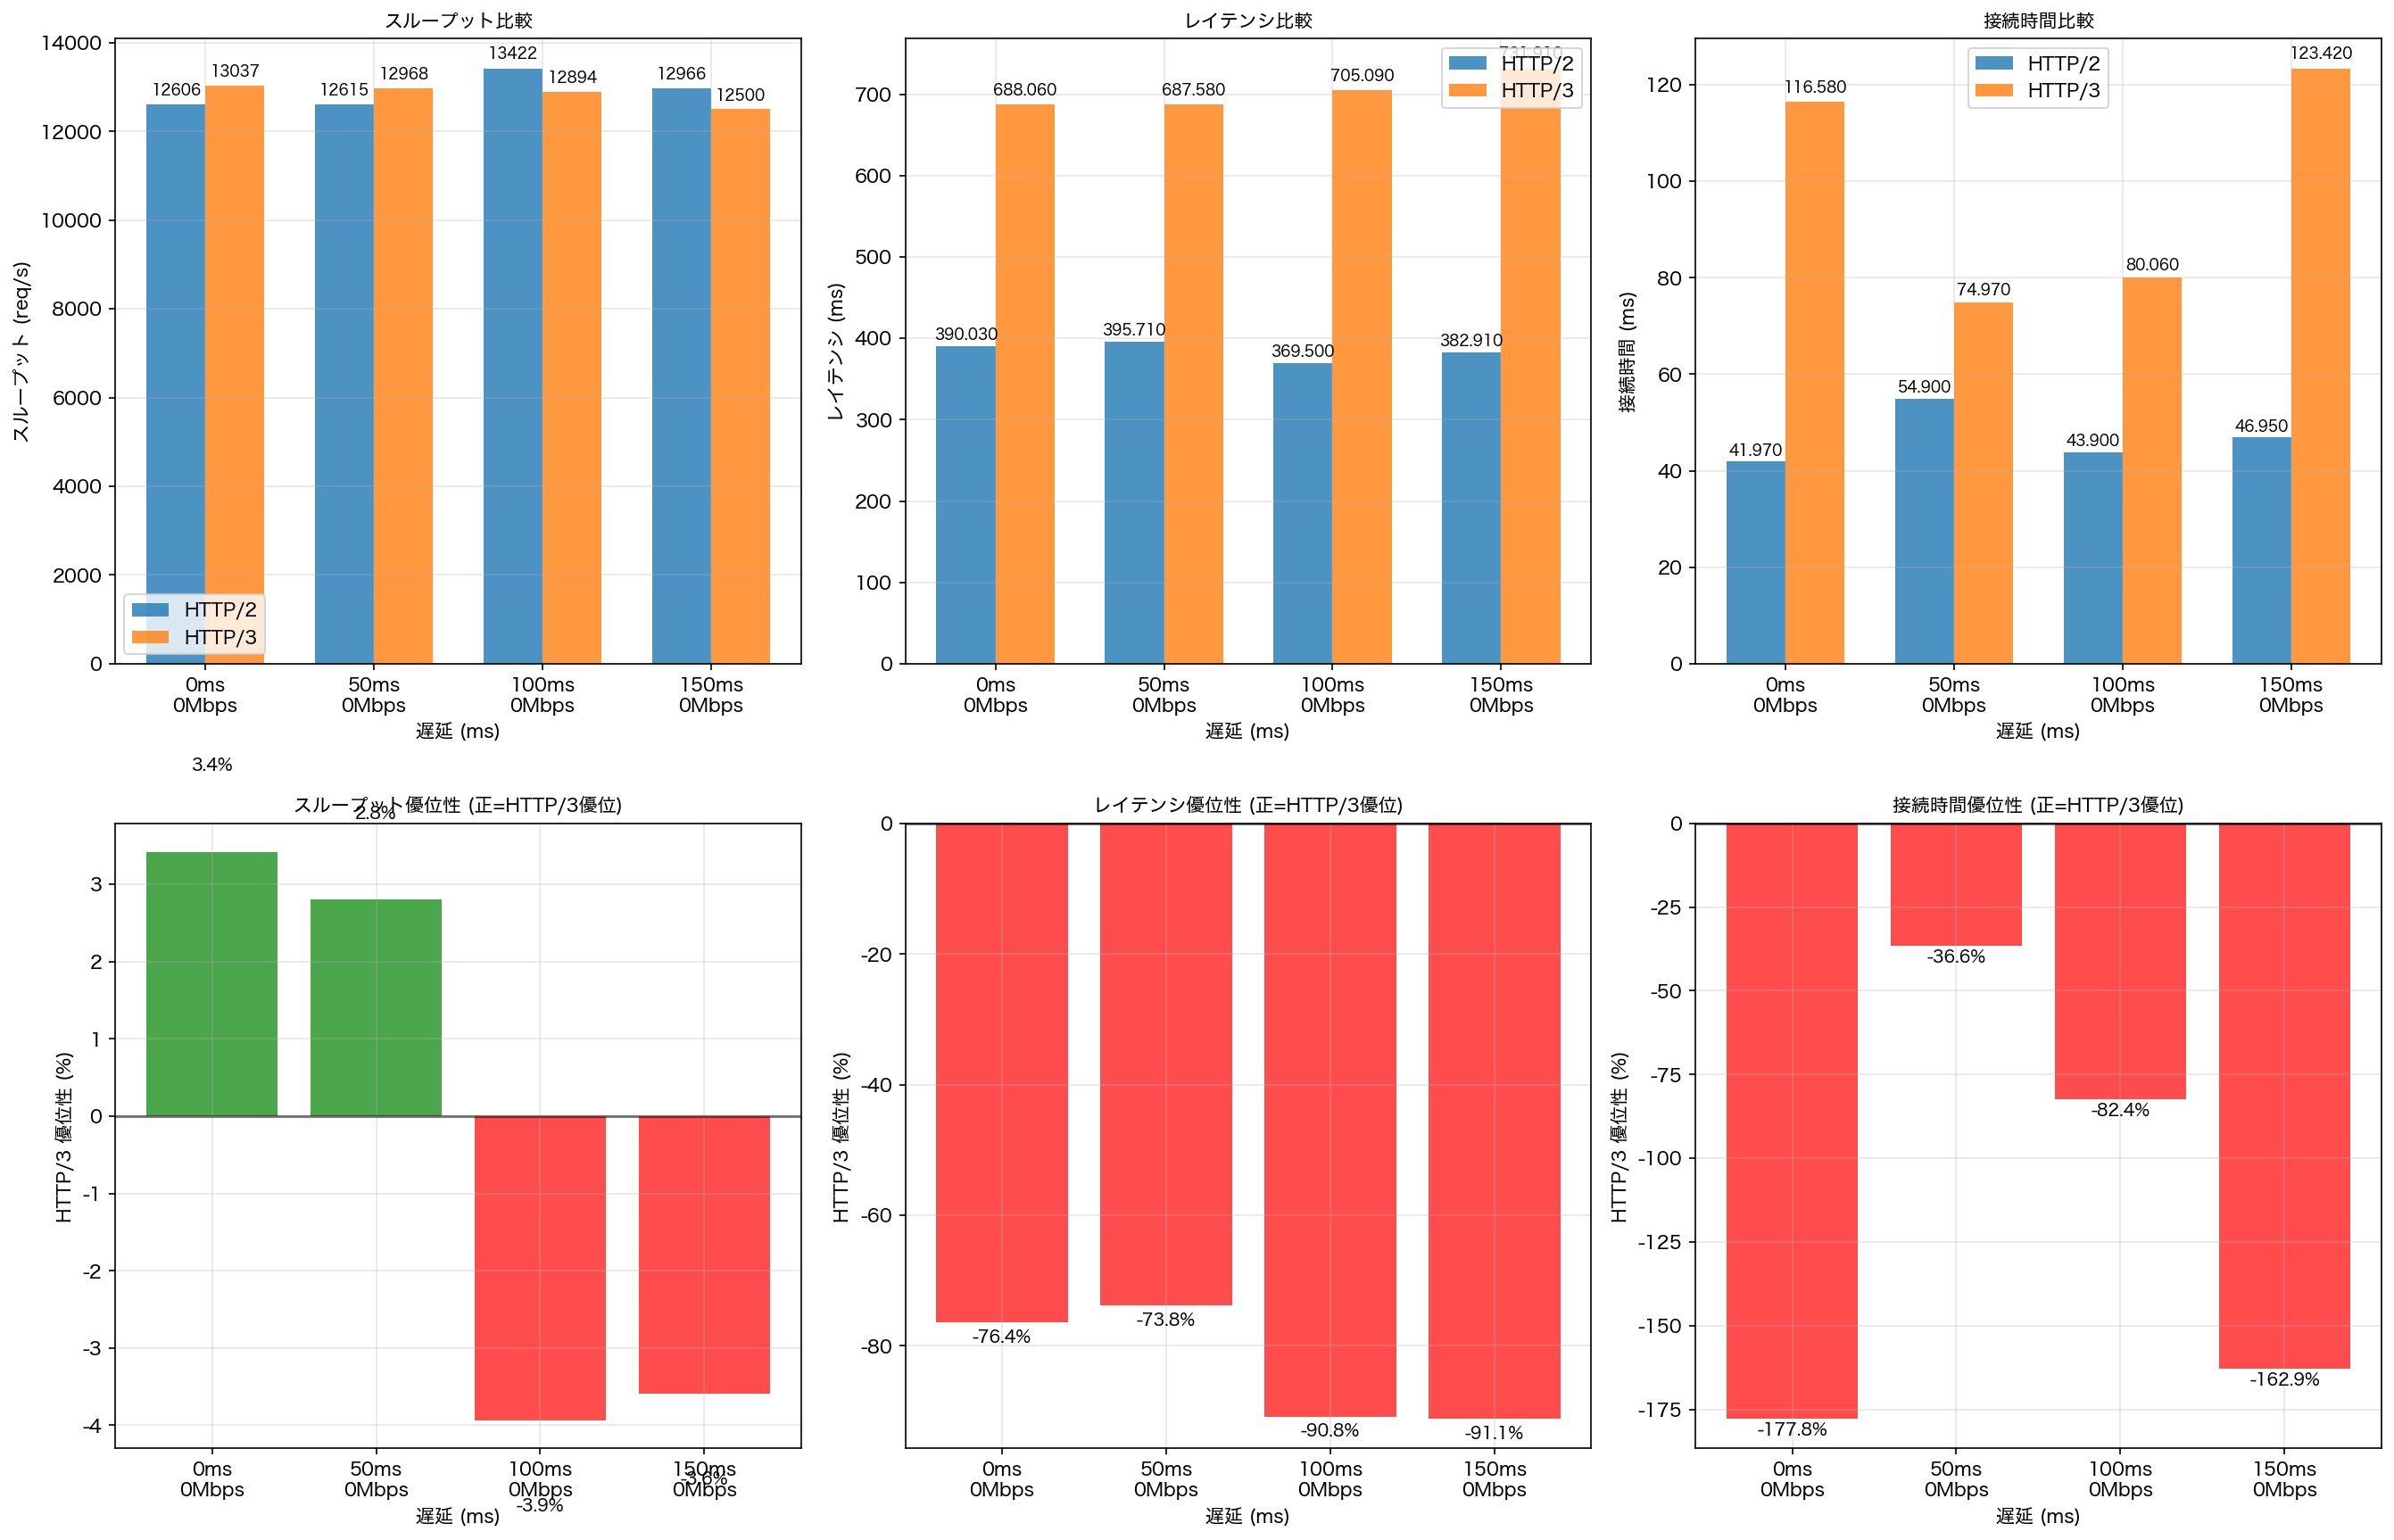 スループット比較
スループット (req/s)
14000
12000
10000
8000
6000
4000
2000
0
12606
13037
12615
12968
13422
12894
12966
12500
HTTP/2
HTTP/3
0ms
0Mbps
50ms
0Mbps
100ms
0Mbps
150ms
0Mbps
遅延 (ms)
レイテンシ比較
レイテンシ (ms)
700
600
500
400
300
200
100
0
390.030
688.060
395.710
687.580
369.500
705.090
382.910
731.910
HTTP/2
HTTP/3
0ms
0Mbps
50ms
0Mbps
100ms
0Mbps
150ms
0Mbps
遅延 (ms)
接続時間比較
接続時間 (ms)
120
100
80
60
40
20
0
41.970
116.580
54.900
74.970
43.900
80.060
46.950
123.420
HTTP/2
HTTP/3
0ms
0Mbps
50ms
0Mbps
100ms
0Mbps
150ms
0Mbps
遅延 (ms)
スループット優位性 (正=HTTP/3優位)
HTTP/3 優位性 (%)
3
2
1
0
-1
-2
-3
-4
3.4%
2.8%
-3.9%
-3.6%
0ms
0Mbps
50ms
0Mbps
100ms
0Mbps
150ms
0Mbps
遅延 (ms)
レイテンシ優位性 (正=HTTP/3優位)
HTTP/3 優位性 (%)
0
-20
-40
-60
-80
-76.4%
-73.8%
-90.8%
-91.1%
0ms
0Mbps
50ms
0Mbps
100ms
0Mbps
150ms
0Mbps
遅延 (ms)
接続時間優位性 (正=HTTP/3優位)
HTTP/3 優位性 (%)
0
-25
-50
-75
-100
-125
-150
-175
-177.8%
-36.6%
-82.4%
-162.9%
0ms
0Mbps
50ms
0Mbps
100ms
0Mbps
150ms
0Mbps
遅延 (ms)